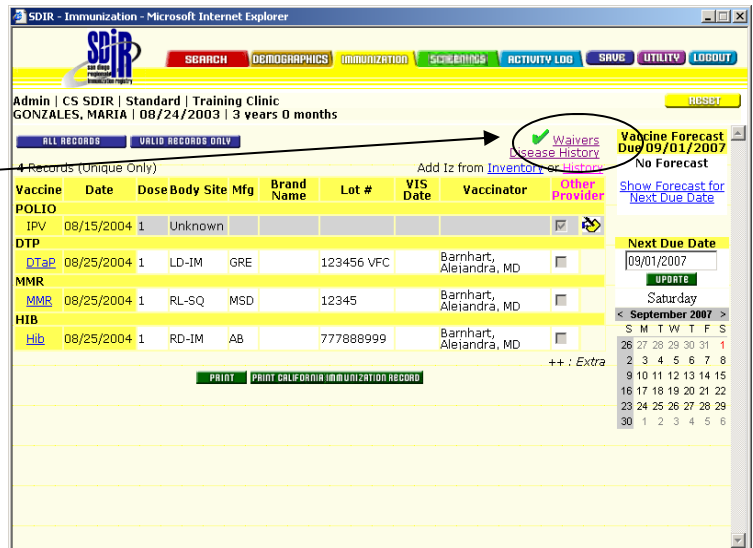 SDIR - Immunization - Microsoft Internet Explorer
SDIR
san diego
regional
immunization registry
SEARCH DEMOGRAPHICS IMMUNIZATION SCREENINGS ACTIVITY LOG SAVE UTILITY LOGOUT
Admin | CS SDIR | Standard | Training Clinic
GONZALES, MARIA | 08/24/2003 | 3 years 0 months
RESET
ALL RECORDS VALID RECORDS ONLY
Waivers
Disease History
4 Records (Unique Only) Add Iz from Inventory or History
Vaccine Date Dose Body Site Mfg Brand Name Lot # VIS Date Vaccinator Other Provider
POLIO
IPV 08/15/2004 1 Unknown
DTP
DTaP 08/25/2004 1 LD-IM GRE 123456 VFC Barnhart, Alejandra, MD
MMR
MMR 08/25/2004 1 RL-SQ MSD 12345 Barnhart, Alejandra, MD
HIB
Hib 08/25/2004 1 RD-IM AB 777888999 Barnhart, Alejandra, MD
++ : Extra
PRINT PRINT CALIFORNIA IMMUNIZATION RECORD
Vaccine Forecast
Due 09/01/2007
No Forecast
Show Forecast for
Next Due Date
Next Due Date
09/01/2007
UPDATE
Saturday
< September 2007 >
S M T W T F S
26 27 28 29 30 31 1
2 3 4 5 6 7 8
9 10 11 12 13 14 15
16 17 18 19 20 21 22
23 24 25 26 27 28 29
30 1 2 3 4 5 6